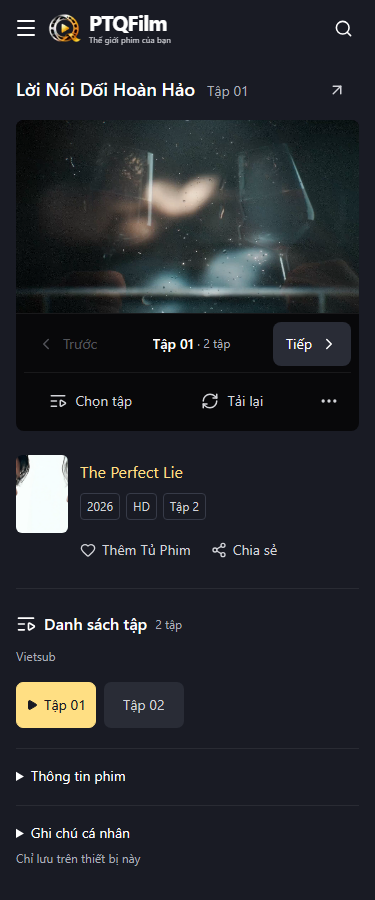 PTQFilm
Thế giới phim của bạn
Lời Nói Dối Hoàn Hảo Tập 01
Trước
Tập 01 · 2 tập
Tiếp
Chọn tập
Tải lại
The Perfect Lie
2026 HD Tập 2
Thêm Tủ Phim
Chia sẻ
Danh sách tập 2 tập
Vietsub
Tập 01
Tập 02
Thông tin phim
Ghi chú cá nhân
Chỉ lưu trên thiết bị này